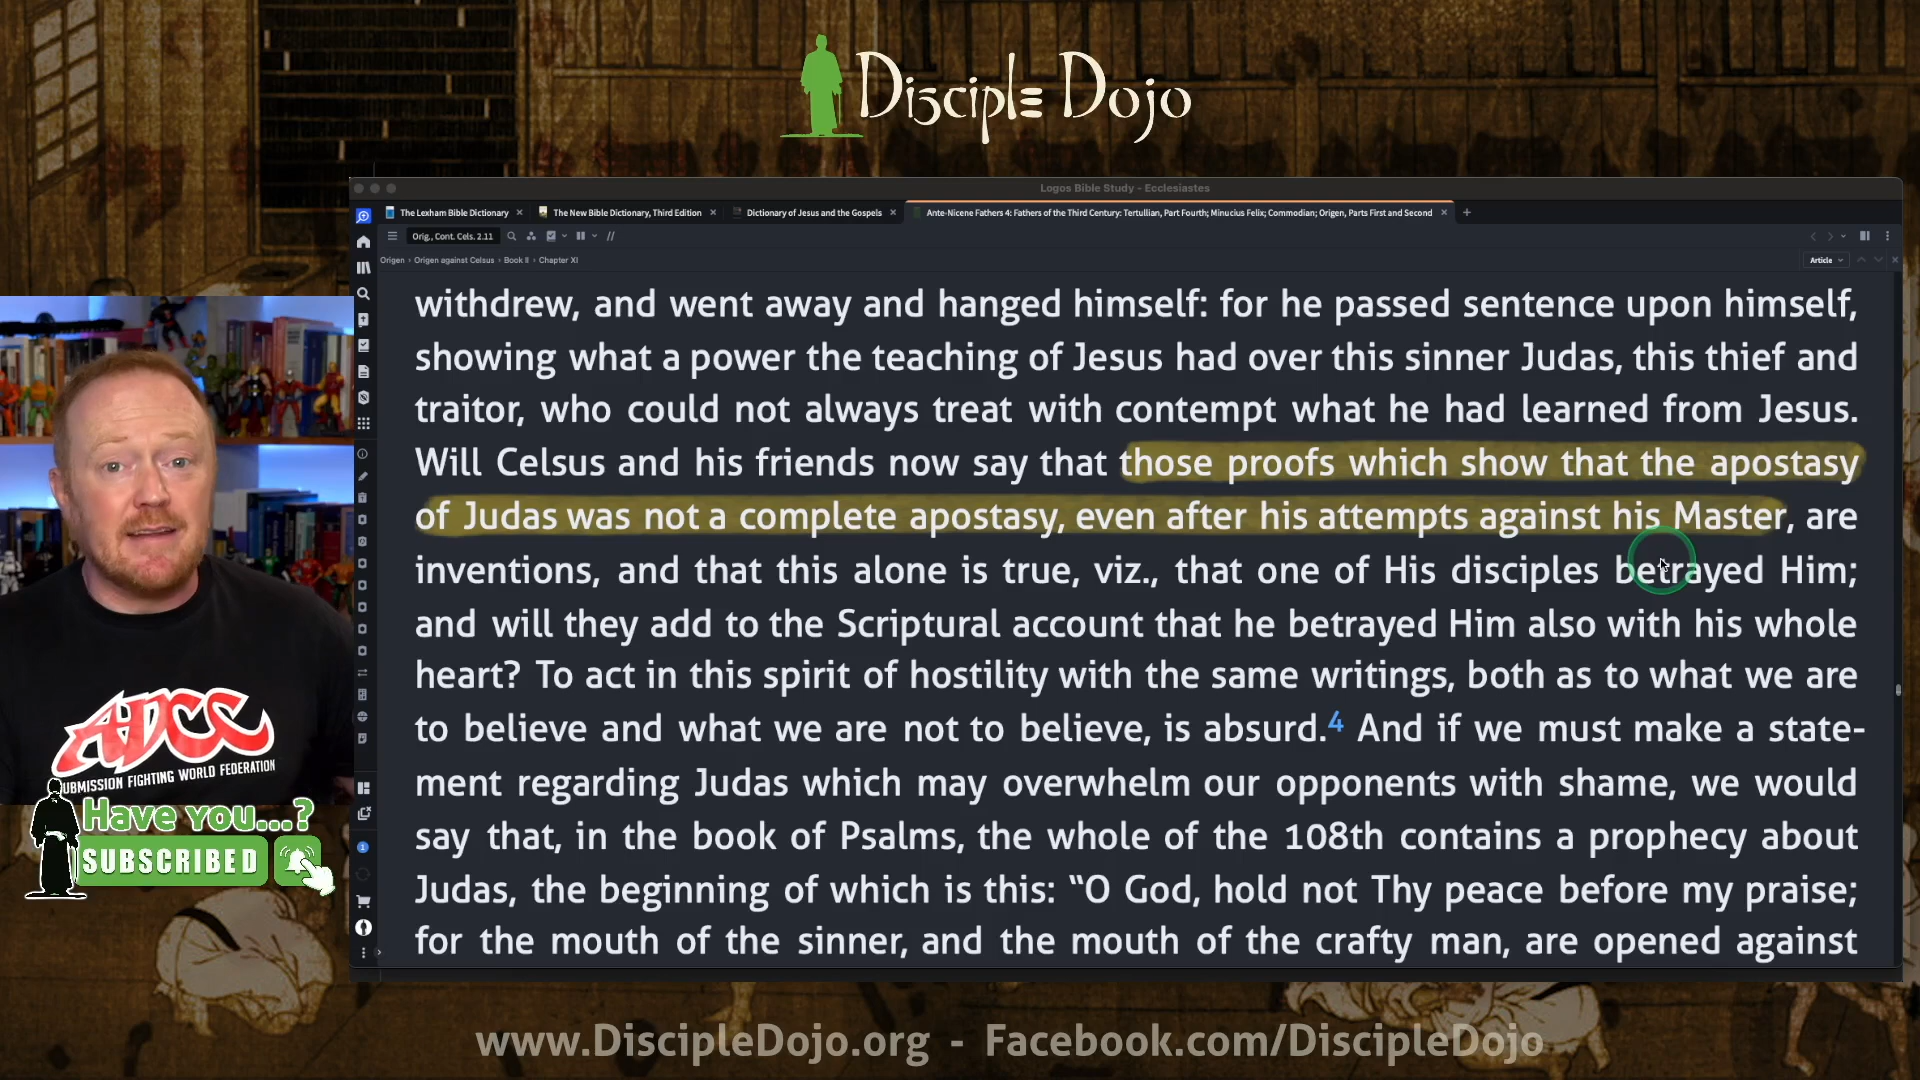 Disciple Dojo
Logos Bible Study - Ecclesiastes
The Lexham Bible Dictionary
The New Bible Dictionary, Third Edition
Dictionary of Jesus and the Gospels
Ante-Nicene Fathers 4: Fathers of the Third Century: Tertullian, Part Fourth; Minucius Felix; Commodian; Origen, Parts First and Second
Orig., Cont. Cels. 2.11
Origen › Origen against Celsus › Book II › Chapter XI
Article
withdrew, and went away and hanged himself: for he passed sentence upon himself,
showing what a power the teaching of Jesus had over this sinner Judas, this thief and
traitor, who could not always treat with contempt what he had learned from Jesus.
Will Celsus and his friends now say that those proofs which show that the apostasy
of Judas was not a complete apostasy, even after his attempts against his Master, are
inventions, and that this alone is true, viz., that one of His disciples betrayed Him;
and will they add to the Scriptural account that he betrayed Him also with his whole
heart? To act in this spirit of hostility with the same writings, both as to what we are
to believe and what we are not to believe, is absurd.4 And if we must make a state-
ment regarding Judas which may overwhelm our opponents with shame, we would
say that, in the book of Psalms, the whole of the 108th contains a prophecy about
Judas, the beginning of which is this: “O God, hold not Thy peace before my praise;
for the mouth of the sinner, and the mouth of the crafty man, are opened against
ADCC
SUBMISSION FIGHTING WORLD FEDERATION
Have you...?
SUBSCRIBED
www.DiscipleDojo.org - Facebook.com/DiscipleDojo